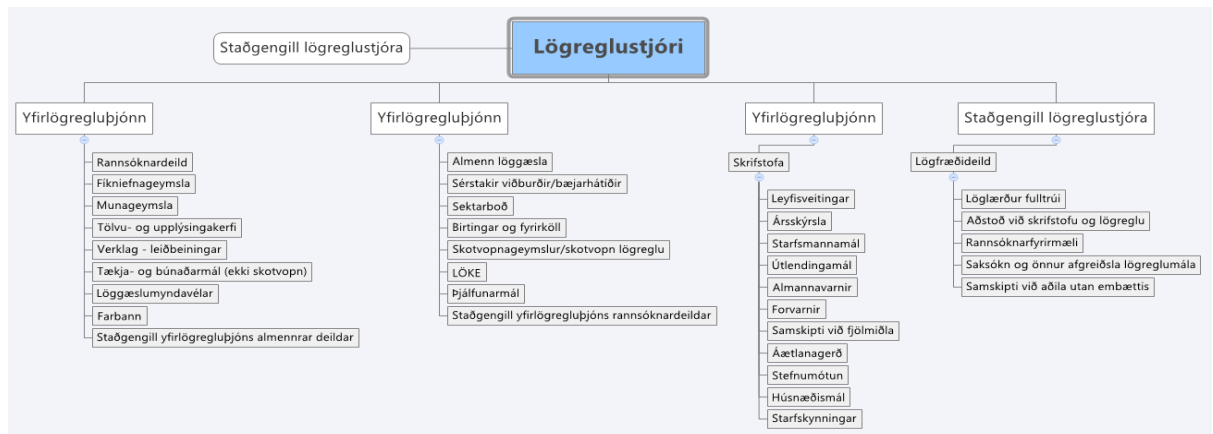 Lögreglustjóri
Staðgengill lögreglustjóra
Yfirlögregluþjónn
Rannsóknardeild
Fíkniefnageymsla
Munageymsla
Tölvu- og upplýsingakerfi
Verklag - leiðbeiningar
Tækja- og búnaðarmál (ekki skotvopn)
Löggæslumyndavélar
Farbann
Staðgengill yfirlögregluþjóns almennrar deildar
Yfirlögregluþjónn
Almenn löggæsla
Sérstakir viðburðir/bæjarhátíðir
Sektarboð
Birtingar og fyrirköll
Skotvopnageymslur/skotvopn lögreglu
LÖKE
Þjálfunarmál
Staðgengill yfirlögregluþjóns rannsóknardeildar
Yfirlögregluþjónn
Skrifstofa
Leyfisveitingar
Ársskýrsla
Starfsmannamál
Útlendingamál
Almannavarnir
Forvarnir
Samskipti við fjölmiðla
Áætlanagerð
Stefnumótun
Húsnæðismál
Starfskynningar
Staðgengill lögreglustjóra
Lögfræðideild
Löglærður fulltrúi
Aðstoð við skrifstofu og lögreglu
Rannsóknarfyrirmæli
Saksókn og önnur afgreiðsla lögreglumála
Samskipti við aðila utan embættis